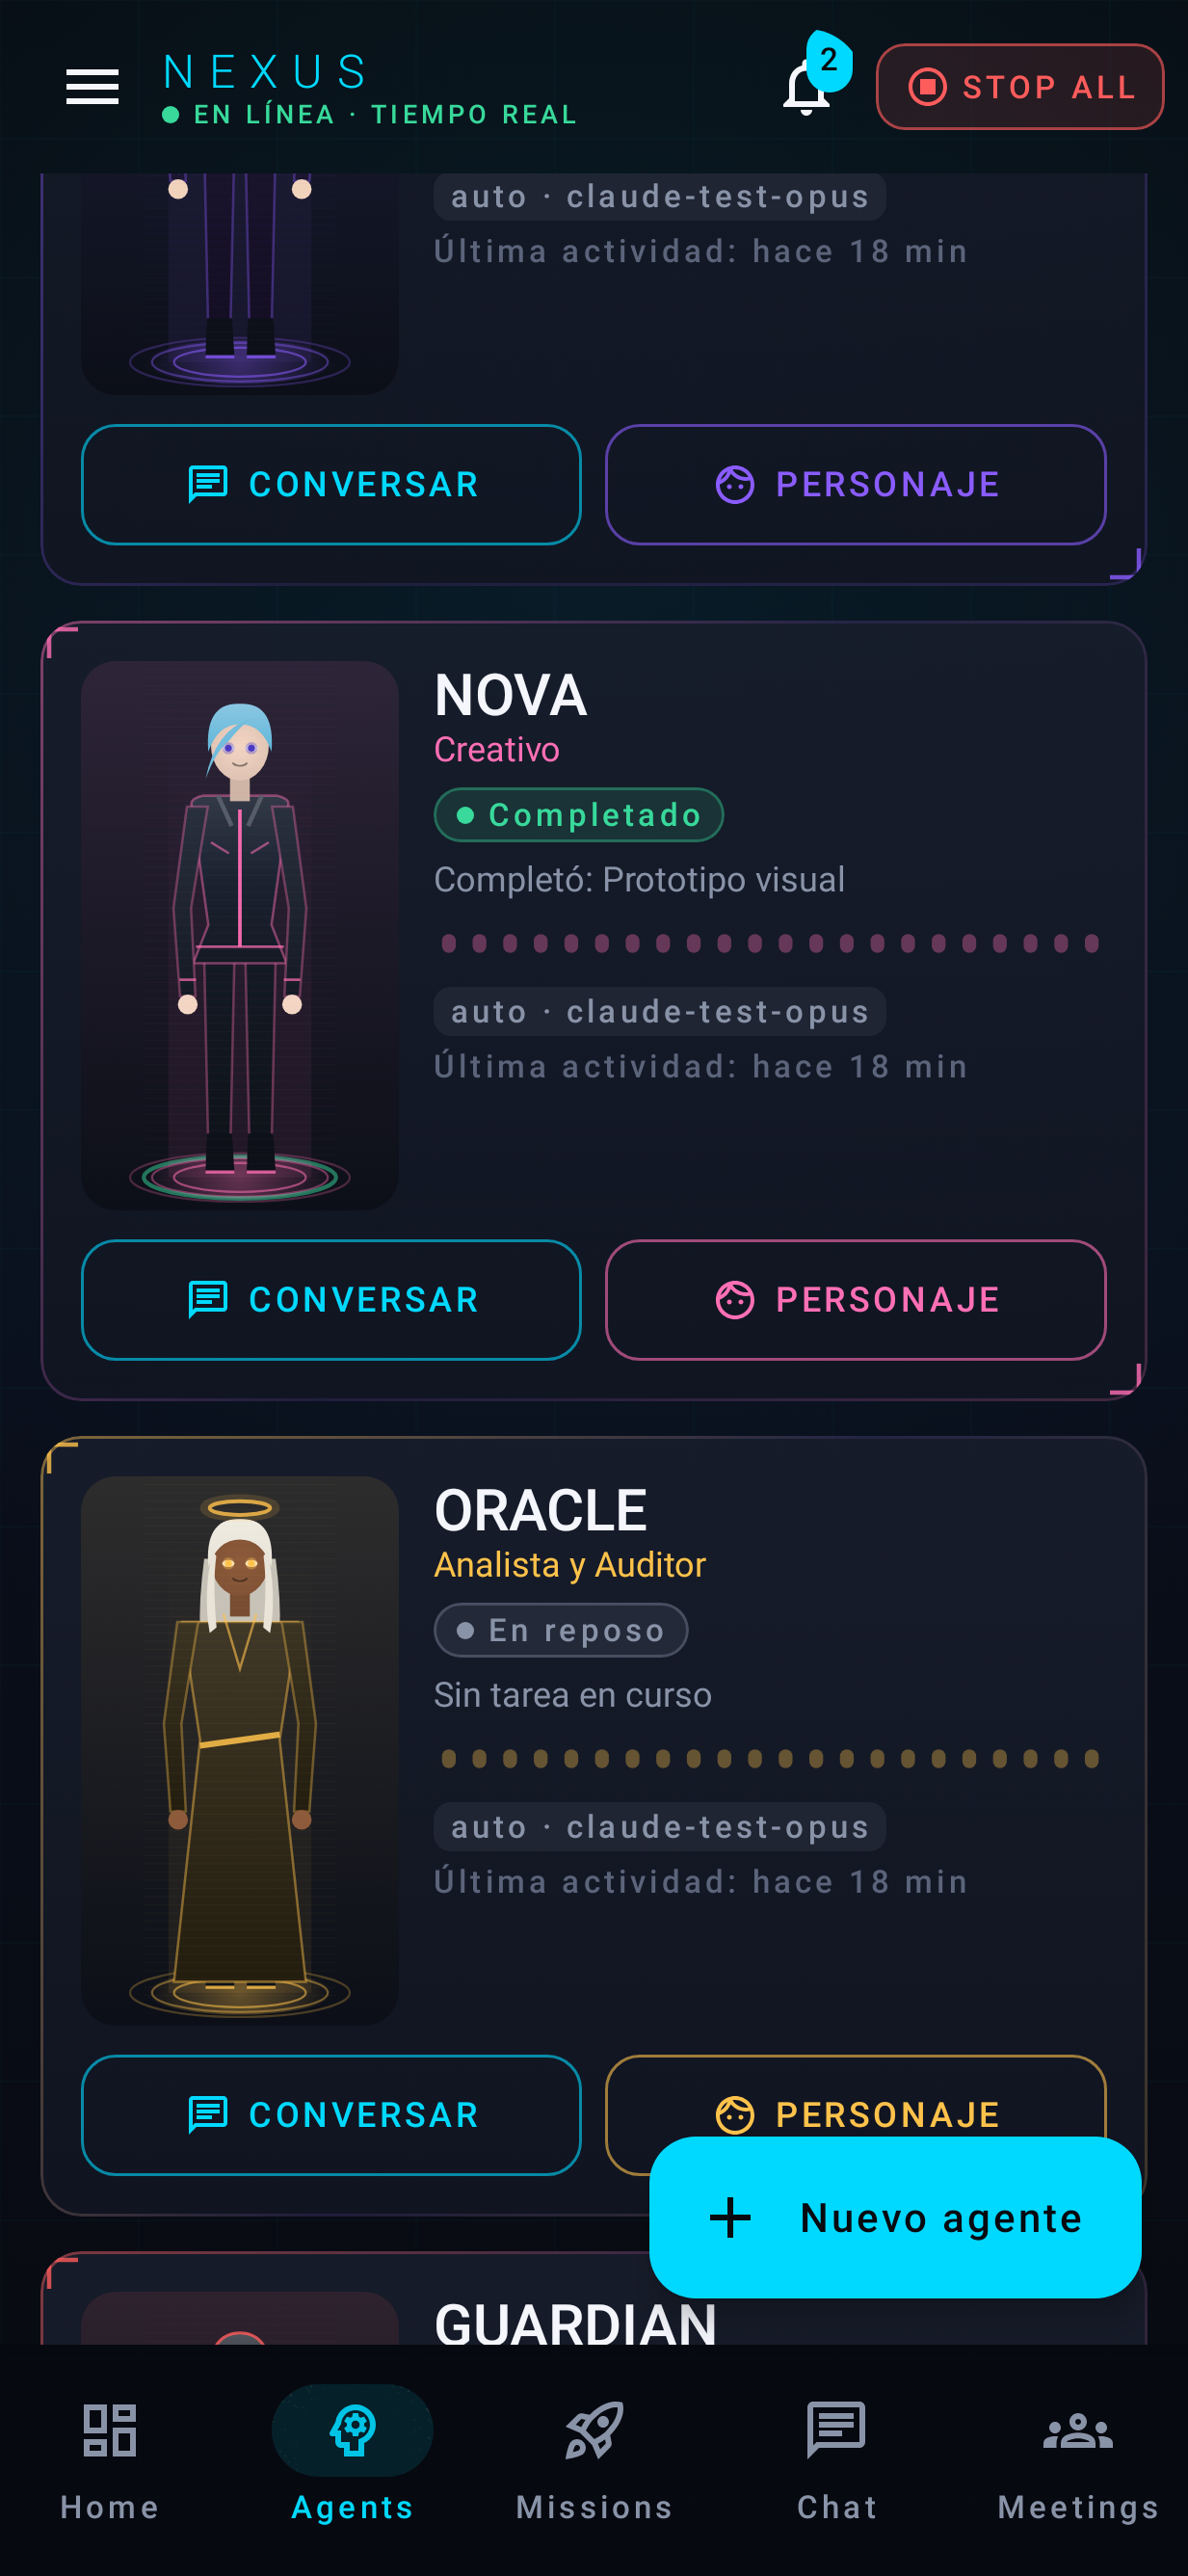 NEXUS
EN LÍNEA · TIEMPO REAL
2
STOP ALL
auto · claude-test-opus
Última actividad: hace 18 min
CONVERSAR
PERSONAJE
NOVA
Creativo
Completado
Completó: Prototipo visual
auto · claude-test-opus
Última actividad: hace 18 min
CONVERSAR
PERSONAJE
ORACLE
Analista y Auditor
En reposo
Sin tarea en curso
auto · claude-test-opus
Última actividad: hace 18 min
CONVERSAR
PERSONAJE
Nuevo agente
GUARDIAN
Home
Agents
Missions
Chat
Meetings